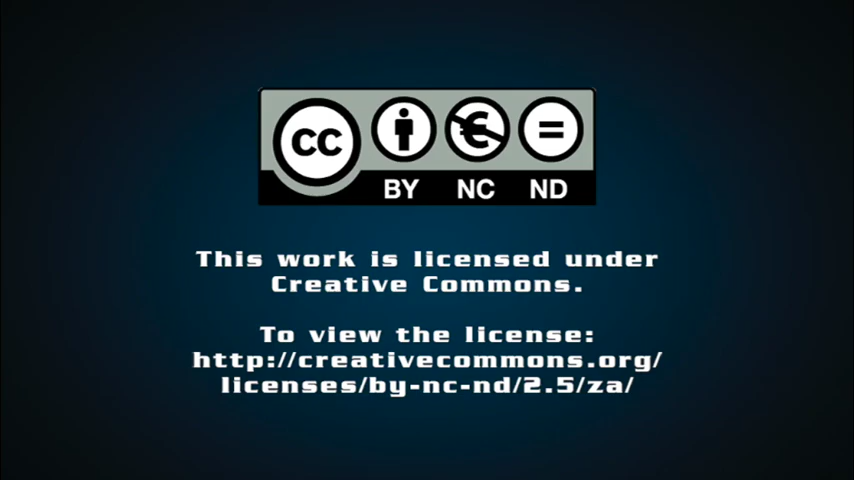 CC
BY NC ND
This work is licensed under
Creative Commons.
To view the license:
http://creativecommons.org/
licenses/by-nc-nd/2.5/za/